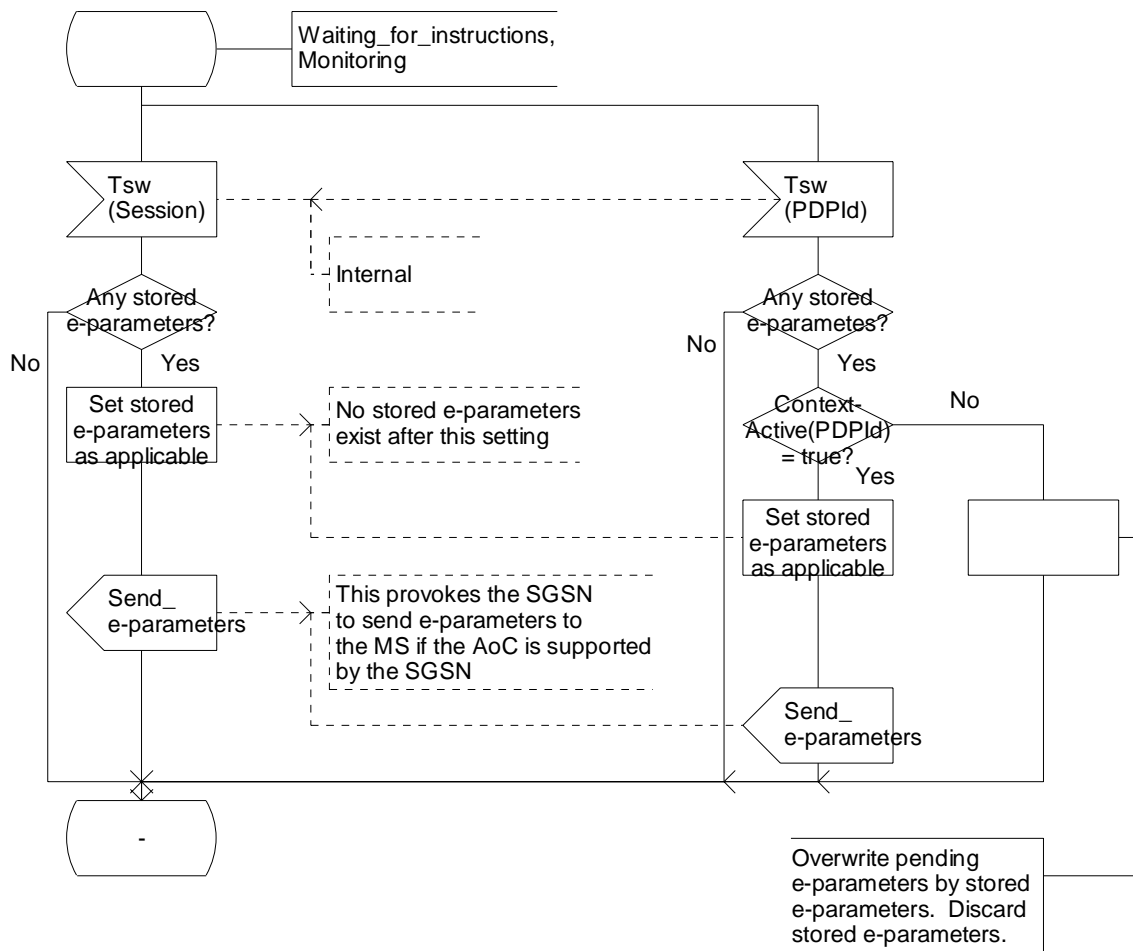 Waiting_for_instructions,
Monitoring
Tsw
(Session)
Tsw
(PDPId)
Internal
Any stored
e-parameters?
Any stored
e-parametes?
No
Yes
No
Yes
Set stored
e-parameters
as applicable
No stored e-parameters
exist after this setting
Context-
Active(PDPId)
= true?
No
Yes
Set stored
e-parameters
as applicable
Send_
e-parameters
This provokes the SGSN
to send e-parameters to
the MS if the AoC is supported
by the SGSN
Send_
e-parameters
-
Overwrite pending
e-parameters by stored
e-parameters.  Discard
stored e-parameters.